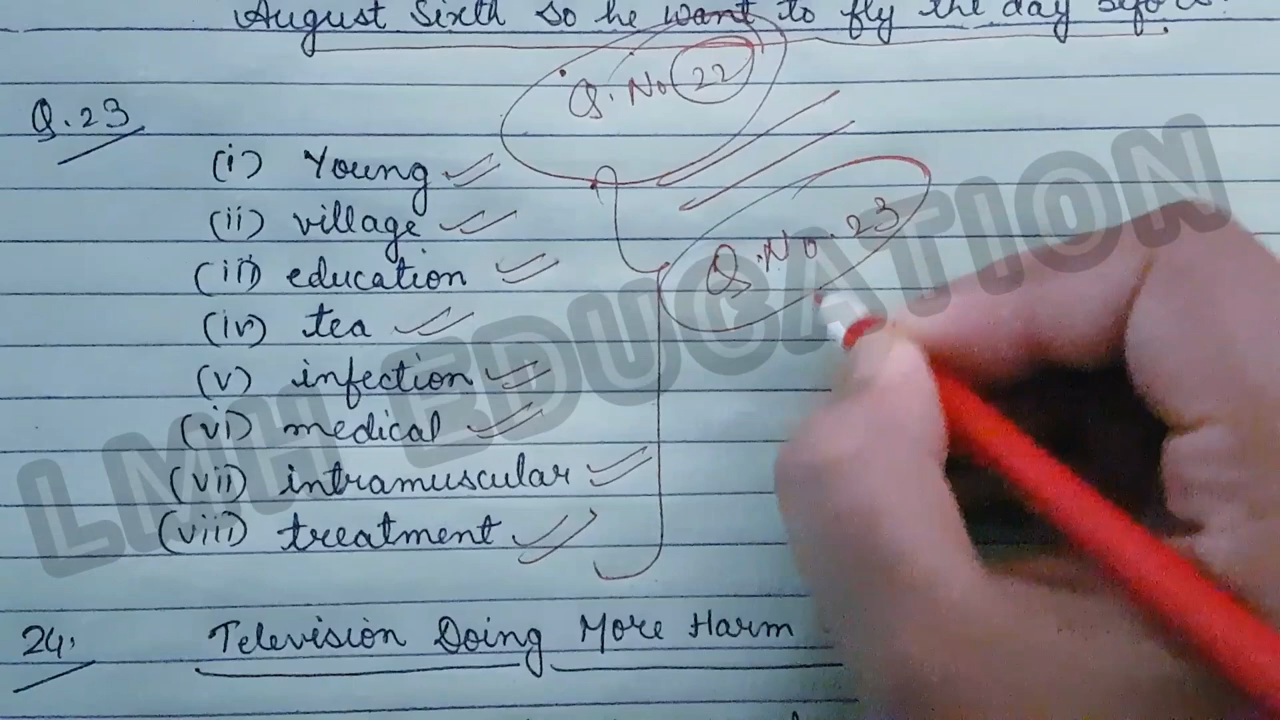 August Sixth so he want to fly the day before.
Q. No. 22
Q. 23
(i) Young
(ii) village
Q. No. 23
(iii) education
(iv) tea
(v) infection
(vi) medical
(vii) intramuscular
(viii) treatment
24. Television Doing More Harm
LMH EDUCATION